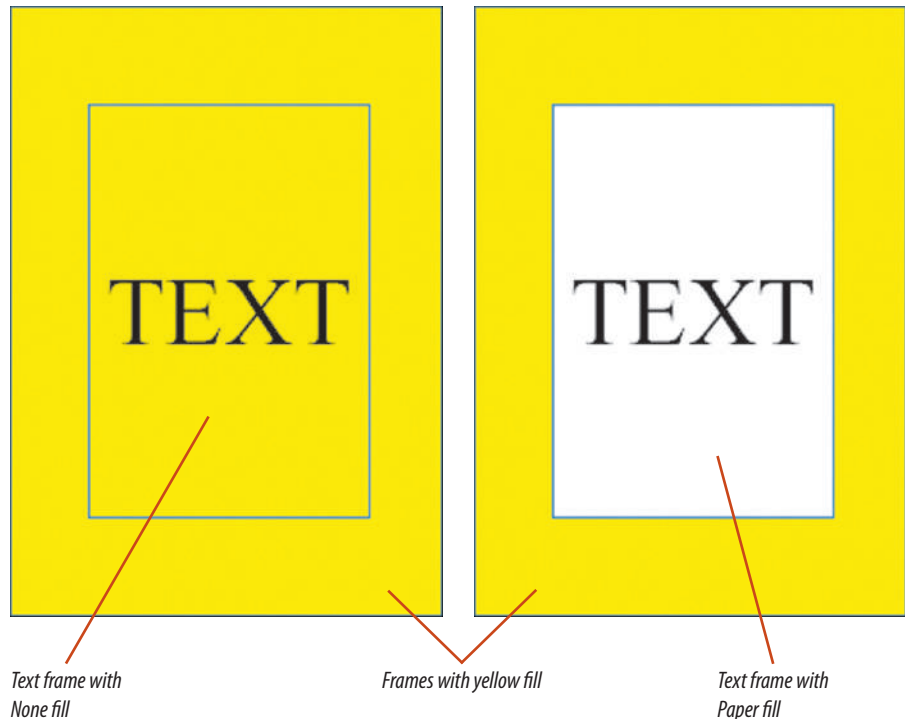 TEXT
TEXT
Text frame with
None fill
Frames with yellow fill
Text frame with
Paper fill